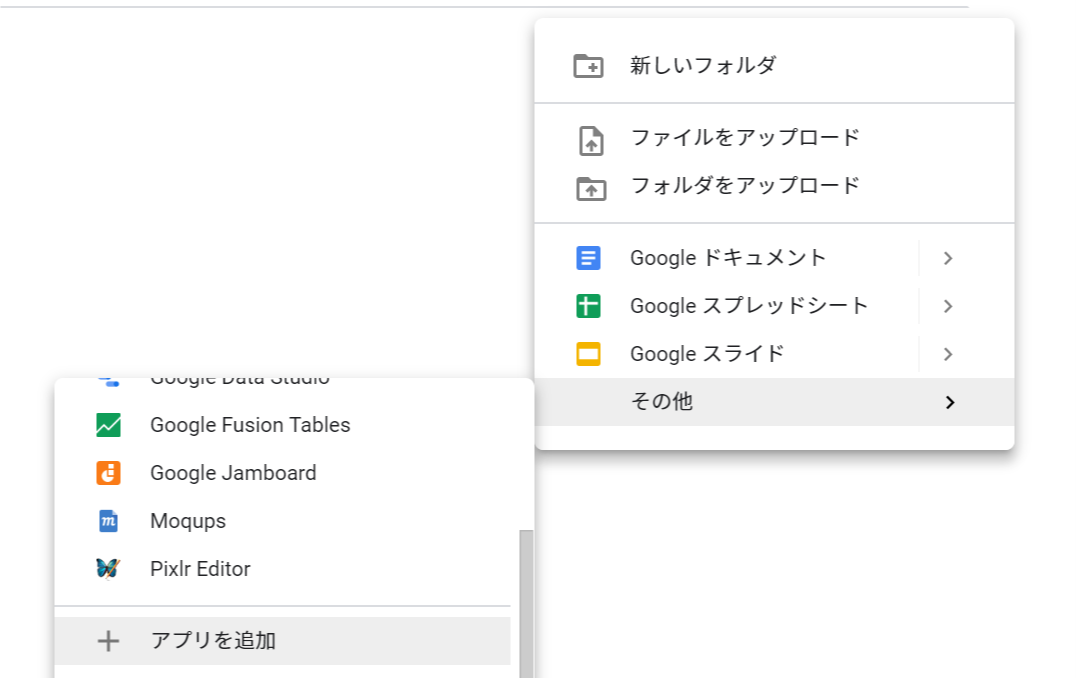 新しいフォルダ
ファイルをアップロード
フォルダをアップロード
Google ドキュメント
Google スプレッドシート
Google スライド
その他
Google Data Studio
Google Fusion Tables
Google Jamboard
Moqups
Pixlr Editor
アプリを追加